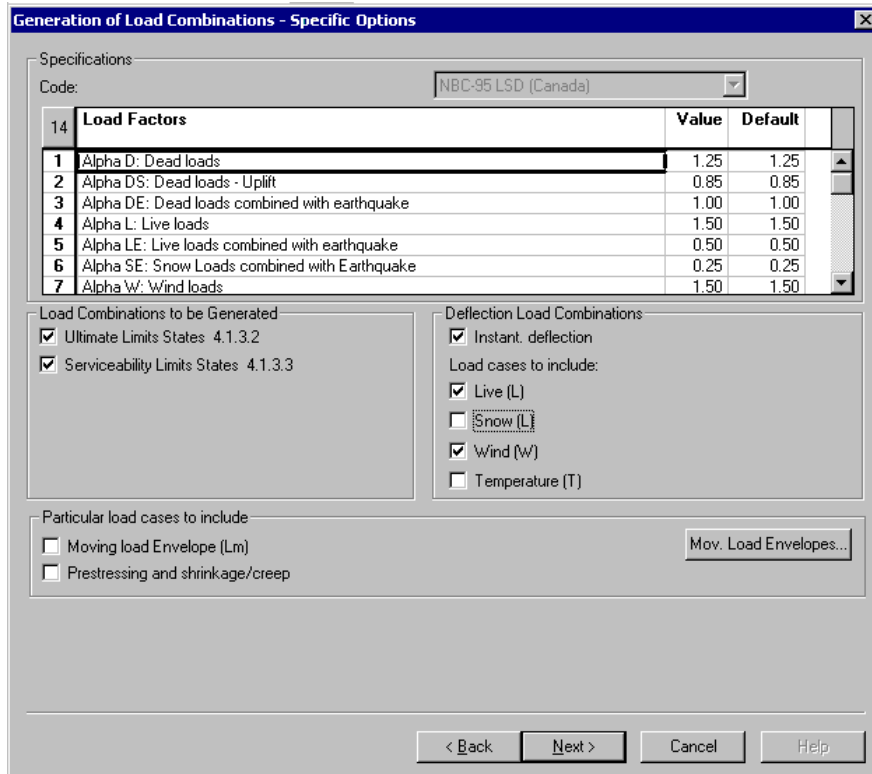 Generation of Load Combinations - Specific Options
Specifications
Code: NBC-95 LSD (Canada)
14 Load Factors Value Default
1 Alpha D: Dead loads 1.25 1.25
2 Alpha DS: Dead loads - Uplift 0.85 0.85
3 Alpha DE: Dead loads combined with earthquake 1.00 1.00
4 Alpha L: Live loads 1.50 1.50
5 Alpha LE: Live loads combined with earthquake 0.50 0.50
6 Alpha SE: Snow Loads combined with Earthquake 0.25 0.25
7 Alpha W: Wind loads 1.50 1.50
Load Combinations to be Generated
Ultimate Limits States 4.1.3.2
Serviceability Limits States 4.1.3.3
Deflection Load Combinations
Instant. deflection
Load cases to include:
Live (L)
Snow (L)
Wind (W)
Temperature (T)
Particular load cases to include
Moving load Envelope (Lm)
Prestressing and shrinkage/creep
Mov. Load Envelopes...
< Back Next > Cancel Help